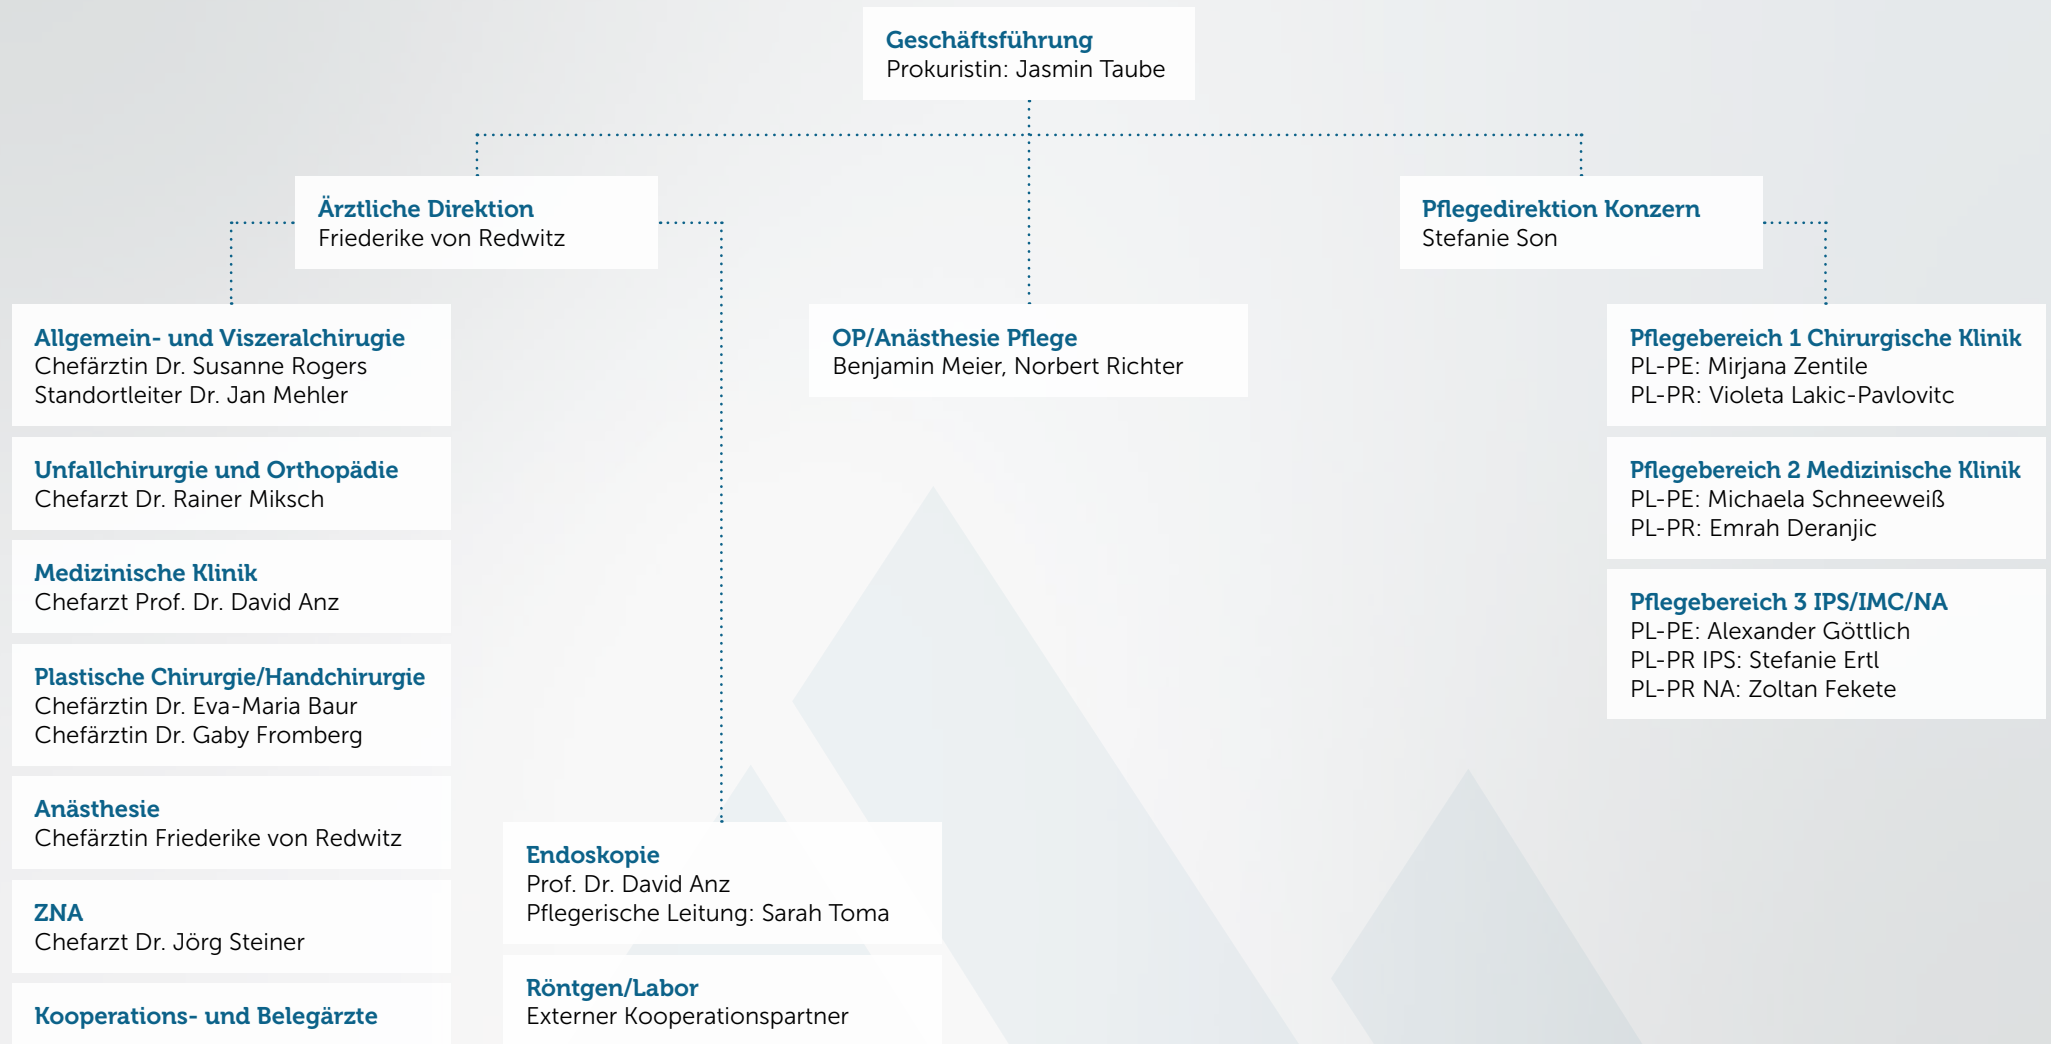 Geschäftsführung
Prokuristin: Jasmin Taube
Ärztliche Direktion
Friederike von Redwitz
Pflegedirektion Konzern
Stefanie Son
Allgemein- und Viszeralchirugie
Chefärztin Dr. Susanne Rogers
Standortleiter Dr. Jan Mehler
Unfallchirurgie und Orthopädie
Chefarzt Dr. Rainer Miksch
Medizinische Klinik
Chefarzt Prof. Dr. David Anz
Plastische Chirurgie/Handchirurgie
Chefärztin Dr. Eva-Maria Baur
Chefärztin Dr. Gaby Fromberg
Anästhesie
Chefärztin Friederike von Redwitz
ZNA
Chefarzt Dr. Jörg Steiner
Kooperations- und Belegärzte
Endoskopie
Prof. Dr. David Anz
Pflegerische Leitung: Sarah Toma
Röntgen/Labor
Externer Kooperationspartner
OP/Anästhesie Pflege
Benjamin Meier, Norbert Richter
Pflegebereich 1 Chirurgische Klinik
PL-PE: Mirjana Zentile
PL-PR: Violeta Lakic-Pavlovitc
Pflegebereich 2 Medizinische Klinik
PL-PE: Michaela Schneeweiß
PL-PR: Emrah Deranjic
Pflegebereich 3 IPS/IMC/NA
PL-PE: Alexander Göttlich
PL-PR IPS: Stefanie Ertl
PL-PR NA: Zoltan Fekete